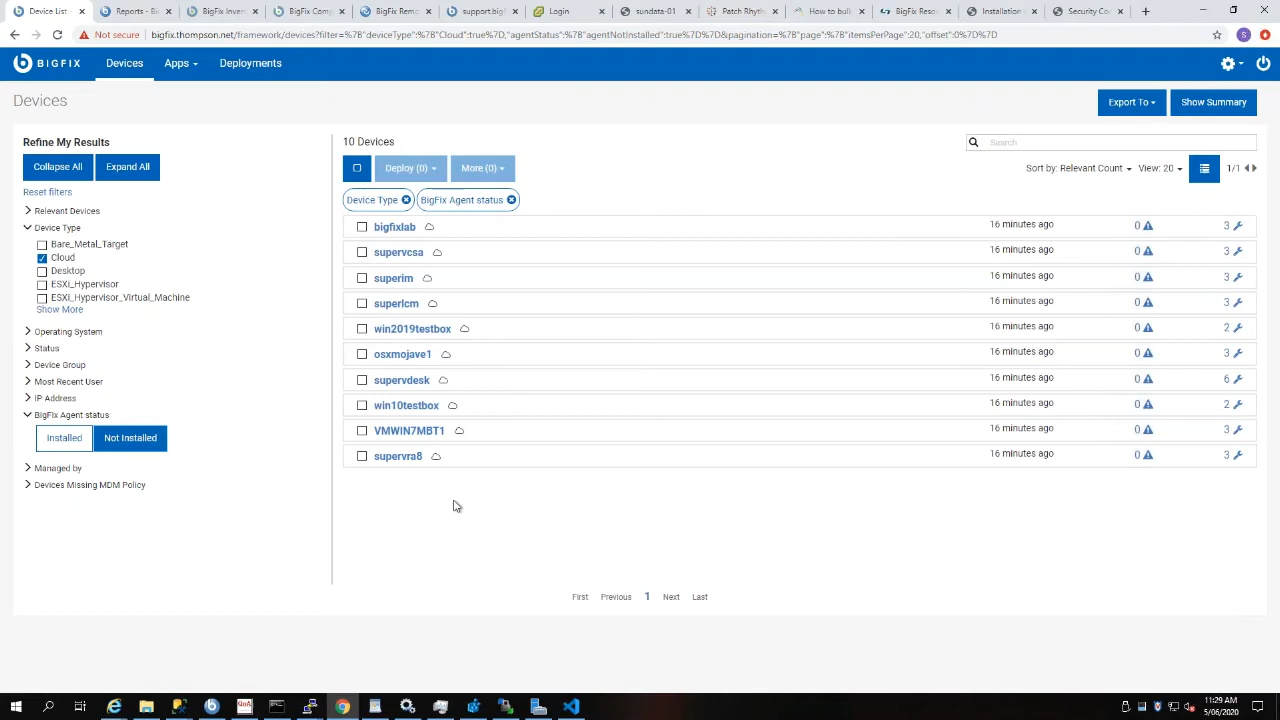 Device List
Reports - Bi
BigFix Inven
BigFix Comp
BigFix Remo
support.bigf
Login
sundata-01
Patch Rhyth
How to buil
BigFix Reso
Installation
Security Co
Not secure
bigfix.thompson.net/framework/devices?filter=%7B"deviceType":%7B"Cloud":true%7D,"agentStatus":%7B"agentNotInstalled":true%7D%7D&pagination=%7B"page":%7B"itemsPerPage":20,"offset":0%7D%7D
S
BIGFIX
Devices
Apps
Deployments
Devices
Export To
Show Summary
Refine My Results
Collapse All
Expand All
Reset filters
Relevant Devices
Device Type
Bare_Metal_Target
Cloud
Desktop
ESXi_Hypervisor
ESXi_Hypervisor_Virtual_Machine
Show More
Operating System
Status
Device Group
Most Recent User
IP Address
BigFix Agent status
Installed
Not Installed
Managed by
Devices Missing MDM Policy
10 Devices
Search
Deploy (0)
More (0)
Sort by: Relevant Count
View: 20
1/1
Device Type
BigFix Agent status
bigfixlab 16 minutes ago 0 3
supervcsa 16 minutes ago 0 3
superim 16 minutes ago 0 3
superlcm 16 minutes ago 0 3
win2019testbox 16 minutes ago 0 2
osxmojave1 16 minutes ago 0 3
supervdesk 16 minutes ago 0 6
win10testbox 16 minutes ago 0 2
VMWIN7MBT1 16 minutes ago 0 3
supervra8 16 minutes ago 0 3
First Previous 1 Next Last
11:29 AM
5/06/2020